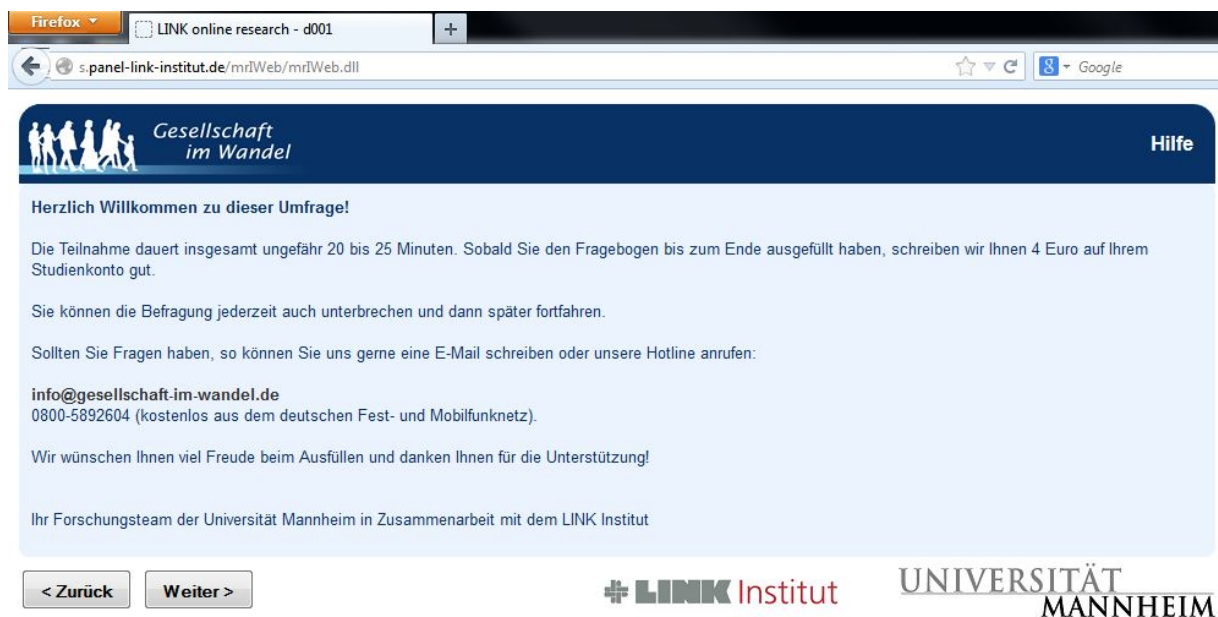 Firefox
LINK online research - d001
s.panel-link-institut.de/mrIWeb/mrIWeb.dll
Google
Gesellschaft
im Wandel
Hilfe
Herzlich Willkommen zu dieser Umfrage!
Die Teilnahme dauert insgesamt ungefähr 20 bis 25 Minuten. Sobald Sie den Fragebogen bis zum Ende ausgefüllt haben, schreiben wir Ihnen 4 Euro auf Ihrem
Studienkonto gut.
Sie können die Befragung jederzeit auch unterbrechen und dann später fortfahren.
Sollten Sie Fragen haben, so können Sie uns gerne eine E-Mail schreiben oder unsere Hotline anrufen:
info@gesellschaft-im-wandel.de
0800-5892604 (kostenlos aus dem deutschen Fest- und Mobilfunknetz).
Wir wünschen Ihnen viel Freude beim Ausfüllen und danken Ihnen für die Unterstützung!
Ihr Forschungsteam der Universität Mannheim in Zusammenarbeit mit dem LINK Institut
< Zurück
Weiter >
LINK Institut
UNIVERSITÄT
MANNHEIM